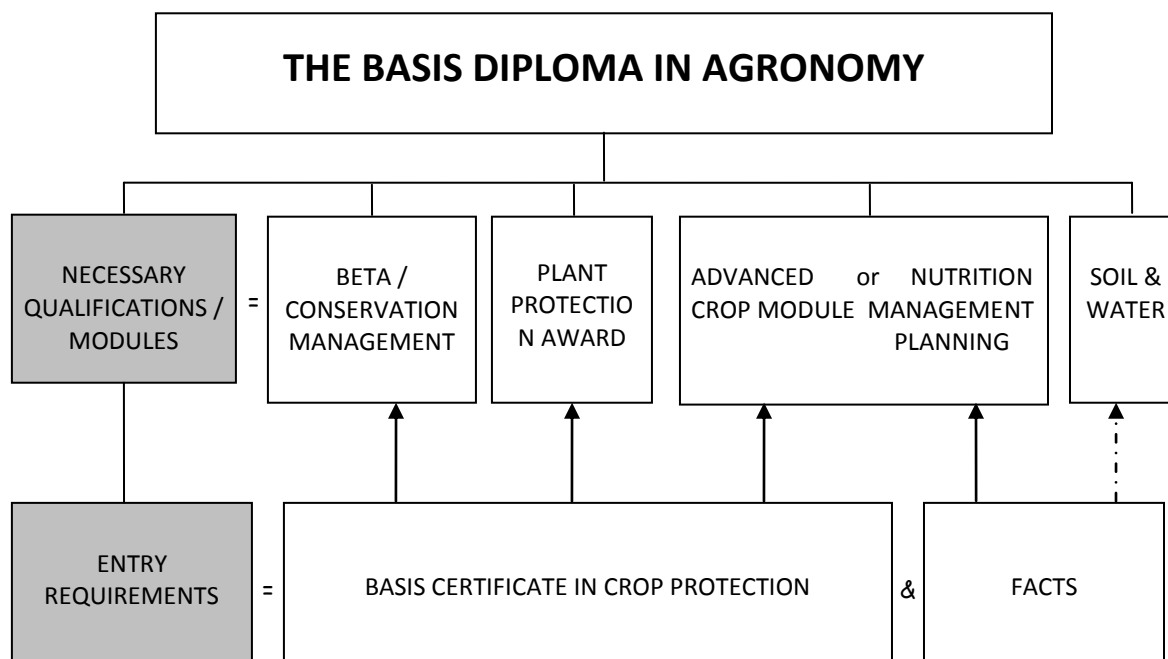 THE BASIS DIPLOMA IN AGRONOMY
NECESSARY
QUALIFICATIONS /
MODULES
=
BETA /
CONSERVATION
MANAGEMENT
PLANT
PROTECTIO
N AWARD
ADVANCED or NUTRITION
CROP MODULE MANAGEMENT
PLANNING
SOIL &
WATER
ENTRY
REQUIREMENTS
=
BASIS CERTIFICATE IN CROP PROTECTION
&
FACTS